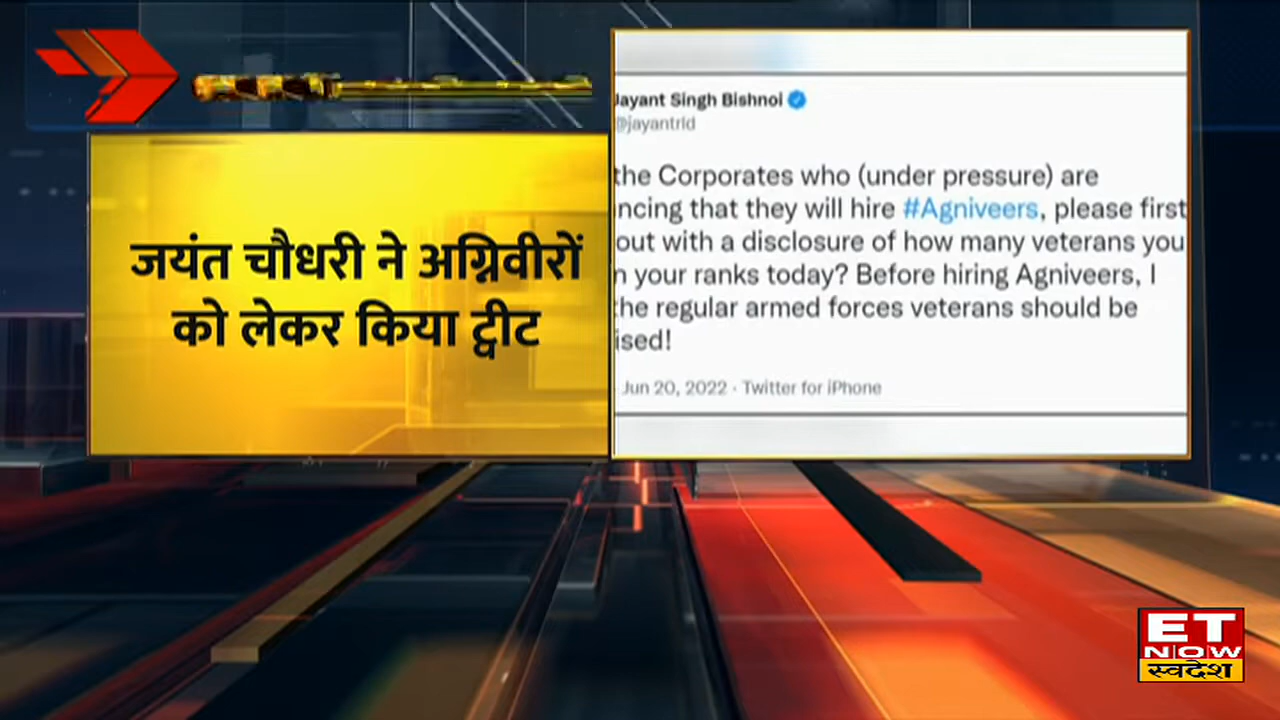 जयंत चौधरी ने अग्निवीरों
को लेकर किया ट्वीट
Jayant Singh Bishnoi
@jayantrld
the Corporates who (under pressure) are
ncing that they will hire #Agniveers, please first
out with a disclosure of how many veterans you
n your ranks today? Before hiring Agniveers, I
the regular armed forces veterans should be
ised!
Jun 20, 2022 · Twitter for iPhone
ET
NOW
स्वदेश